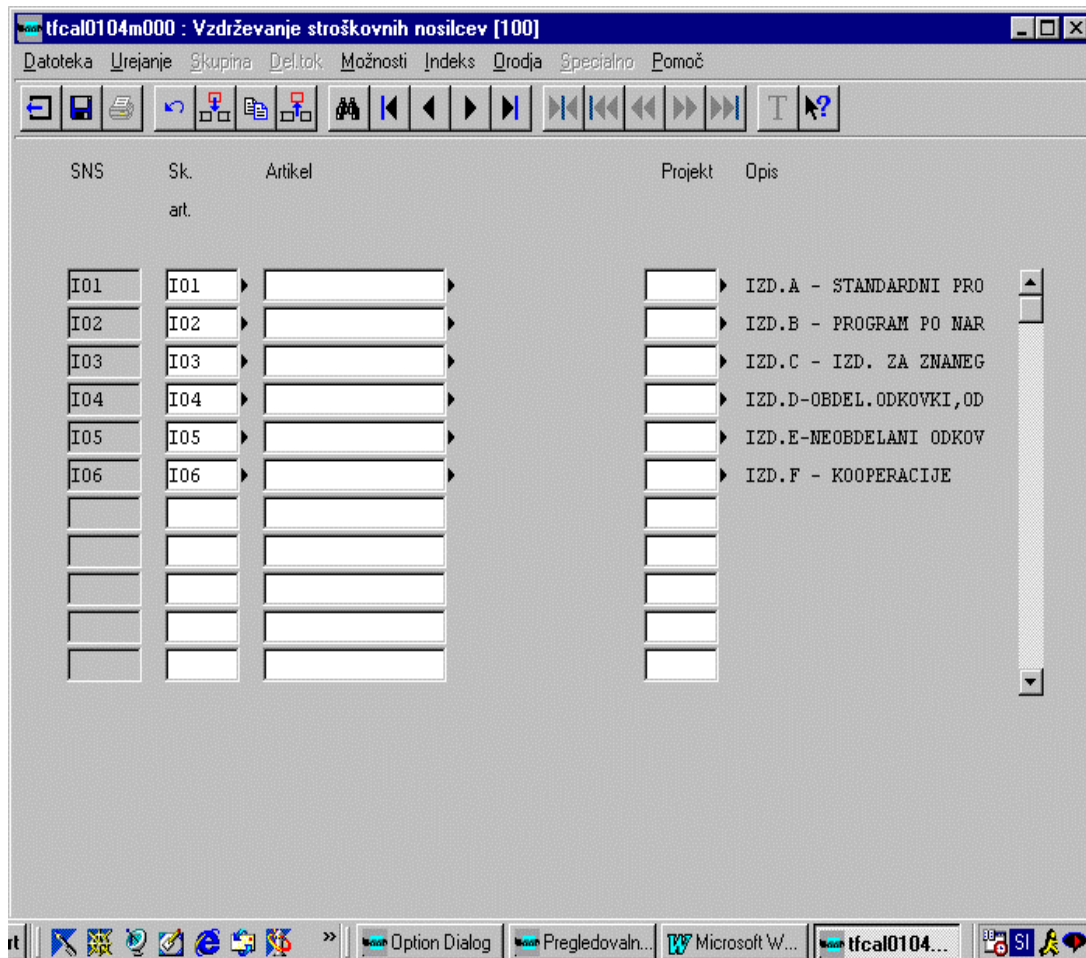 tfcal0104m000 : Vzdrževanje stroškovnih nosilcev [100]
Datoteka Urejanje Skupina Del.tok Možnosti Indeks Orodja Specialno Pomoč
T ?
SNS Sk. art. Artikel Projekt Opis
I01 I01 IZD.A - STANDARDNI PRO
I02 I02 IZD.B - PROGRAM PO NAR
I03 I03 IZD.C - IZD. ZA ZNANEG
I04 I04 IZD.D-OBDEL.ODKOVKI,OD
I05 I05 IZD.E-NEOBDELANI ODKOV
I06 I06 IZD.F - KOOPERACIJE
rt » Option Dialog Pregledovaln... Microsoft W... tfcal0104... SI